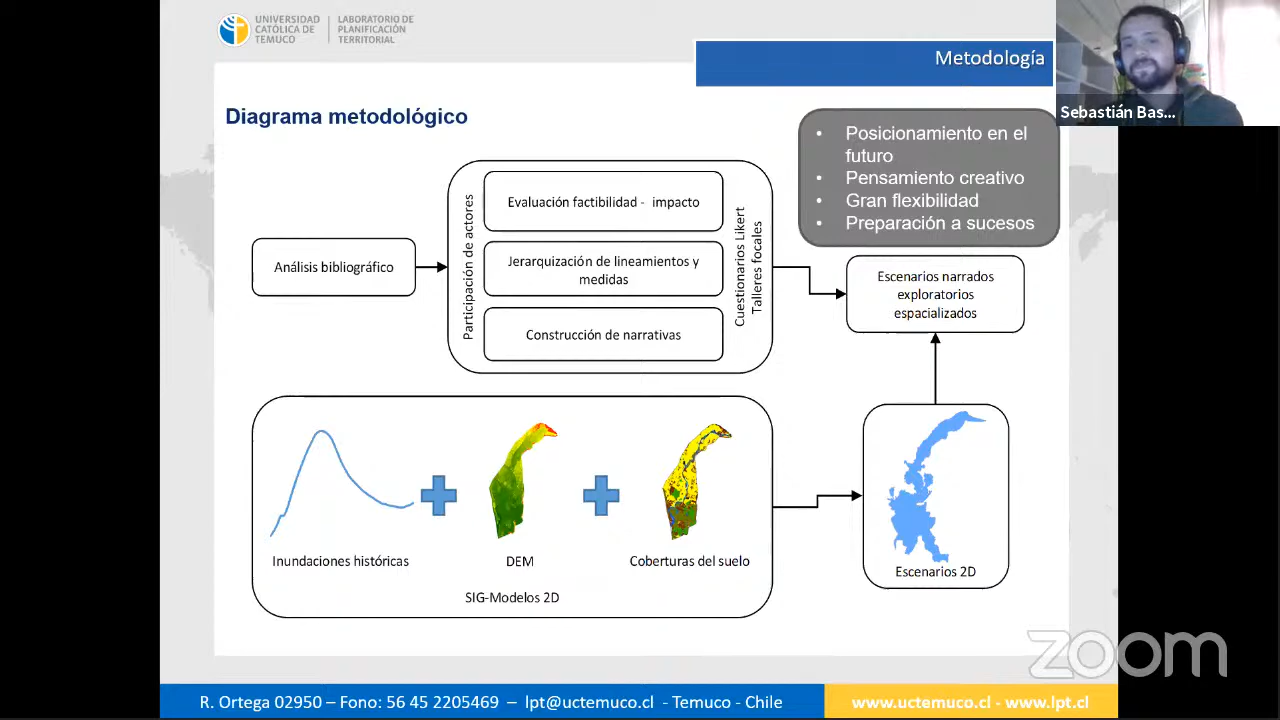 UNIVERSIDAD
CATÓLICA DE
TEMUCO
LABORATORIO DE
PLANIFICACIÓN
TERRITORIAL
Metodología
Sebastián Bas...
Diagrama metodológico
• Posicionamiento en el
futuro
• Pensamiento creativo
• Gran flexibilidad
• Preparación a sucesos
Análisis bibliográfico
Participación de actores
Evaluación factibilidad - impacto
Jerarquización de lineamientos y
medidas
Construcción de narrativas
Cuestionarios Likert
Talleres focales
Escenarios narrados
exploratorios
espacializados
Inundaciones históricas
DEM
Coberturas del suelo
SIG-Modelos 2D
Escenarios 2D
zoom
R. Ortega 02950 – Fono: 56 45 2205469 – lpt@uctemuco.cl - Temuco - Chile
www.uctemuco.cl - www.lpt.cl